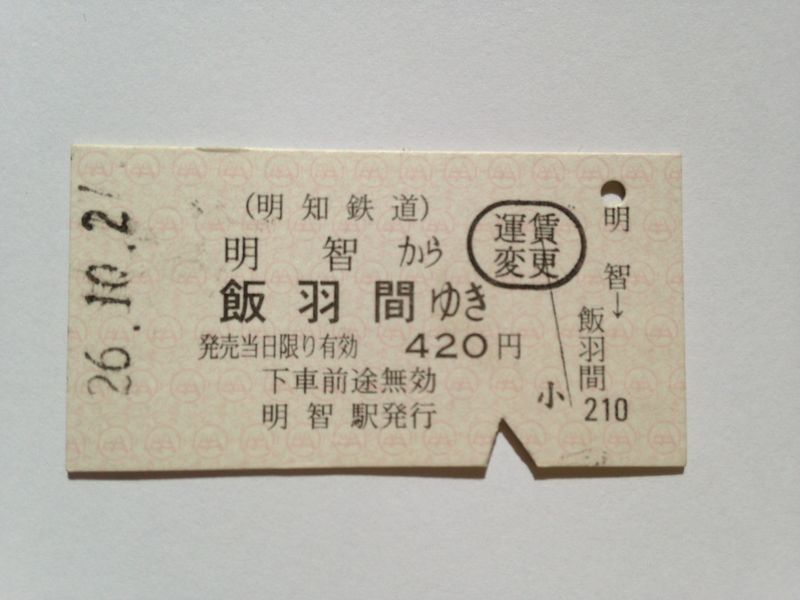 26.10.2
(明知鉄道)
明智から
飯羽間ゆき
発売当日限り有効 420円
下車前途無効
明智駅発行
運賃
変更
明智→
飯羽間
小 210